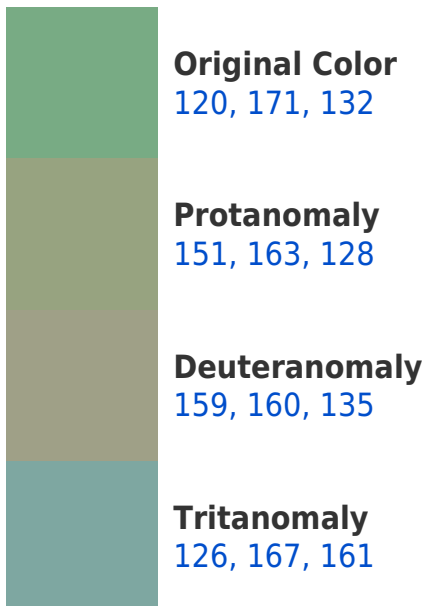 Original Color
120, 171, 132
Protanomaly
151, 163, 128
Deuteranomaly
159, 160, 135
Tritanomaly
126, 167, 161